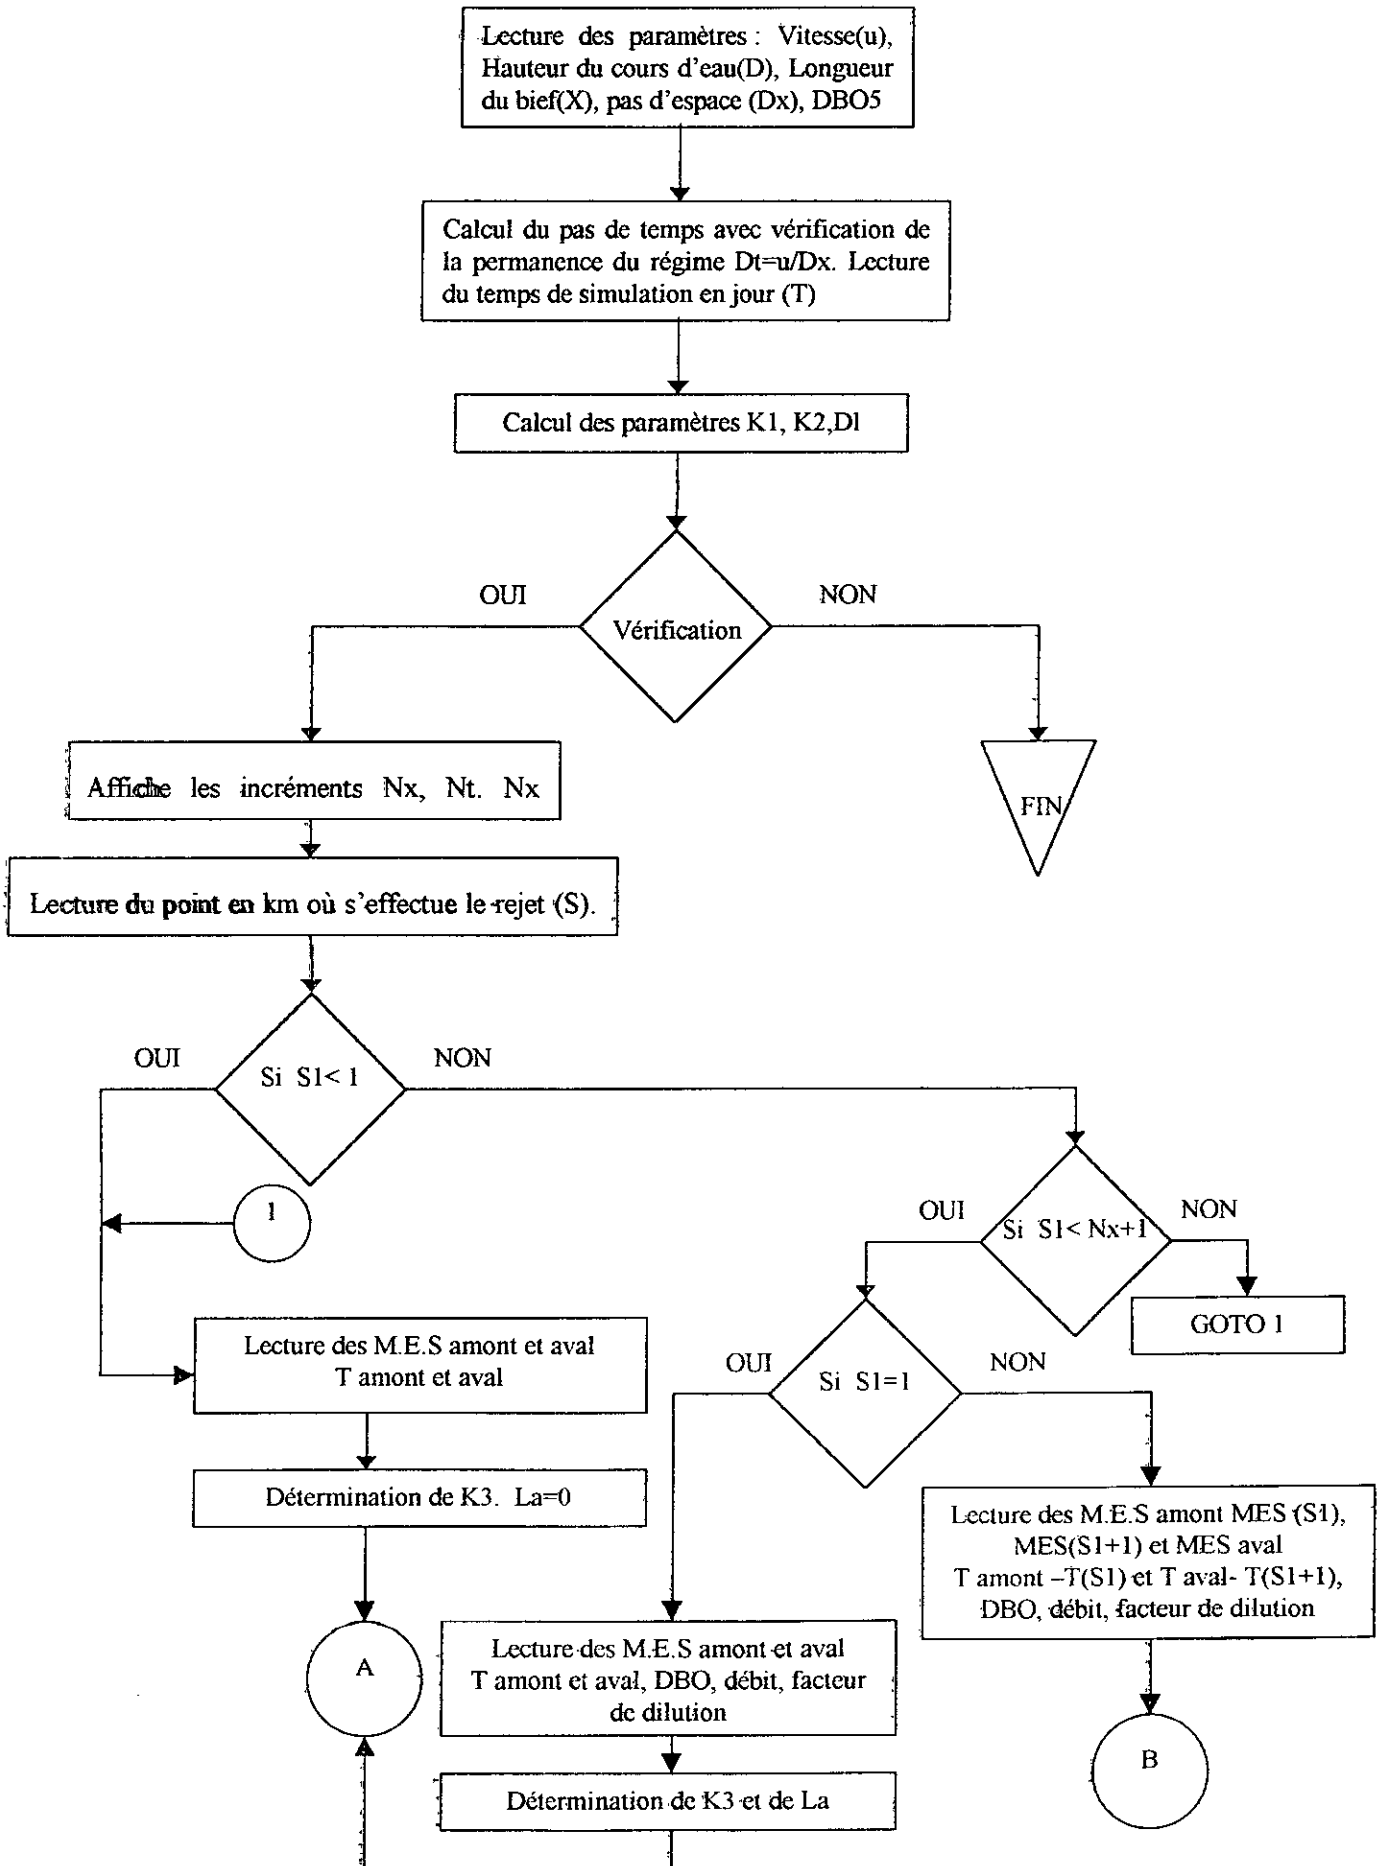 Lecture des paramètres : Vitesse(u),
Hauteur du cours d'eau(D), Longueur
du bief(X), pas d'espace (Dx), DBO5
Calcul du pas de temps avec vérification de
la permanence du régime Dt=u/Dx. Lecture
du temps de simulation en jour (T)
Calcul des paramètres K1, K2,Dl
OUI
NON
Vérification
Affiche les incréments Nx, Nt. Nx
FIN
Lecture du point en km où s'effectue le rejet (S).
OUI
NON
Si S1< 1
1
OUI
NON
Si S1< Nx+1
GOTO 1
Lecture des M.E.S amont et aval
T amont et aval
OUI
NON
Si S1=1
Détermination de K3. La=0
Lecture des M.E.S amont MES (S1),
MES(S1+1) et MES aval
T amont –T(S1) et T aval- T(S1+1),
DBO, débit, facteur de dilution
A
Lecture des M.E.S amont et aval
T amont et aval, DBO, débit, facteur
de dilution
B
Détermination de K3 et de La